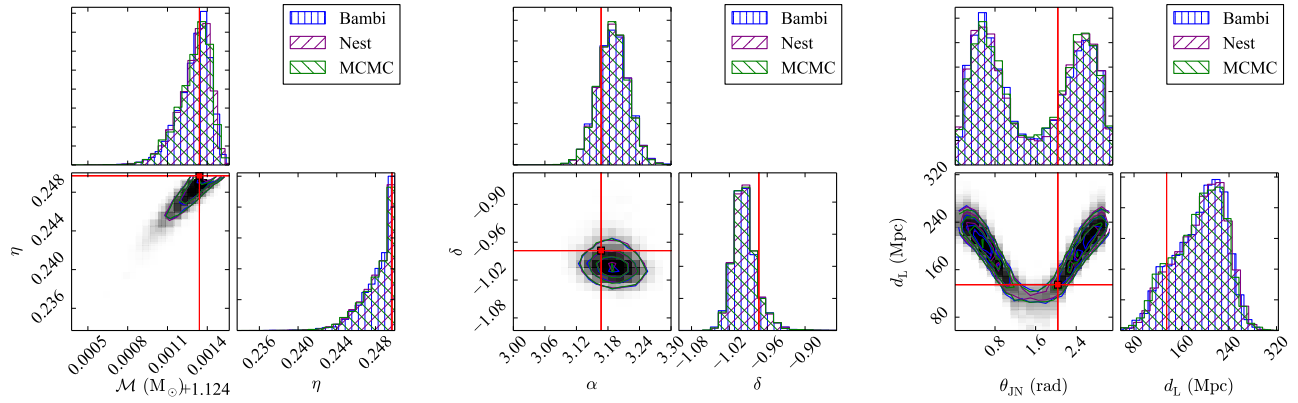 Bambi
Nest
MCMC
0.248
0.244
0.240
0.236
η
0.0005
0.0008
0.0011
0.0014
ℳ (M⊙)
+1.124
0.236
0.240
0.244
0.248
η
Bambi
Nest
MCMC
−0.90
−0.96
−1.02
−1.08
δ
3.00
3.06
3.12
3.18
3.24
3.30
α
−1.08
−1.02
−0.96
−0.90
δ
Bambi
Nest
MCMC
320
240
160
80
d_L (Mpc)
0.8
1.6
2.4
θ_JN (rad)
80
160
240
320
d_L (Mpc)